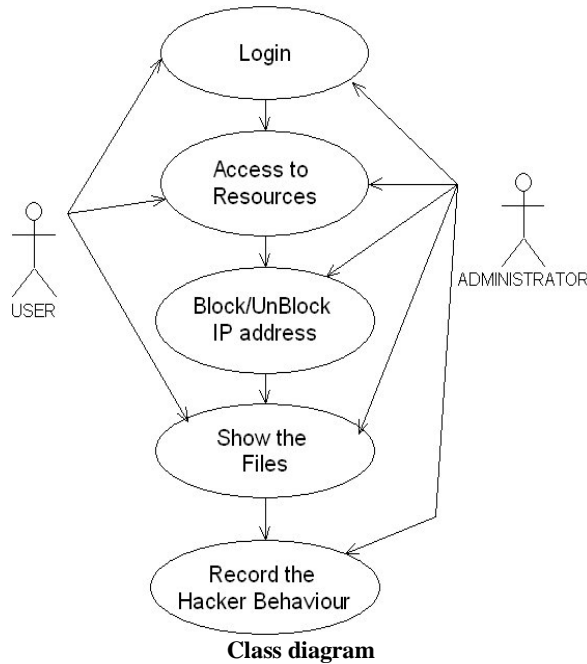 Login
Access to
Resources
USER
ADMINISTRATOR
Block/UnBlock
IP address
Show the
Files
Record the
Hacker Behaviour
Class diagram